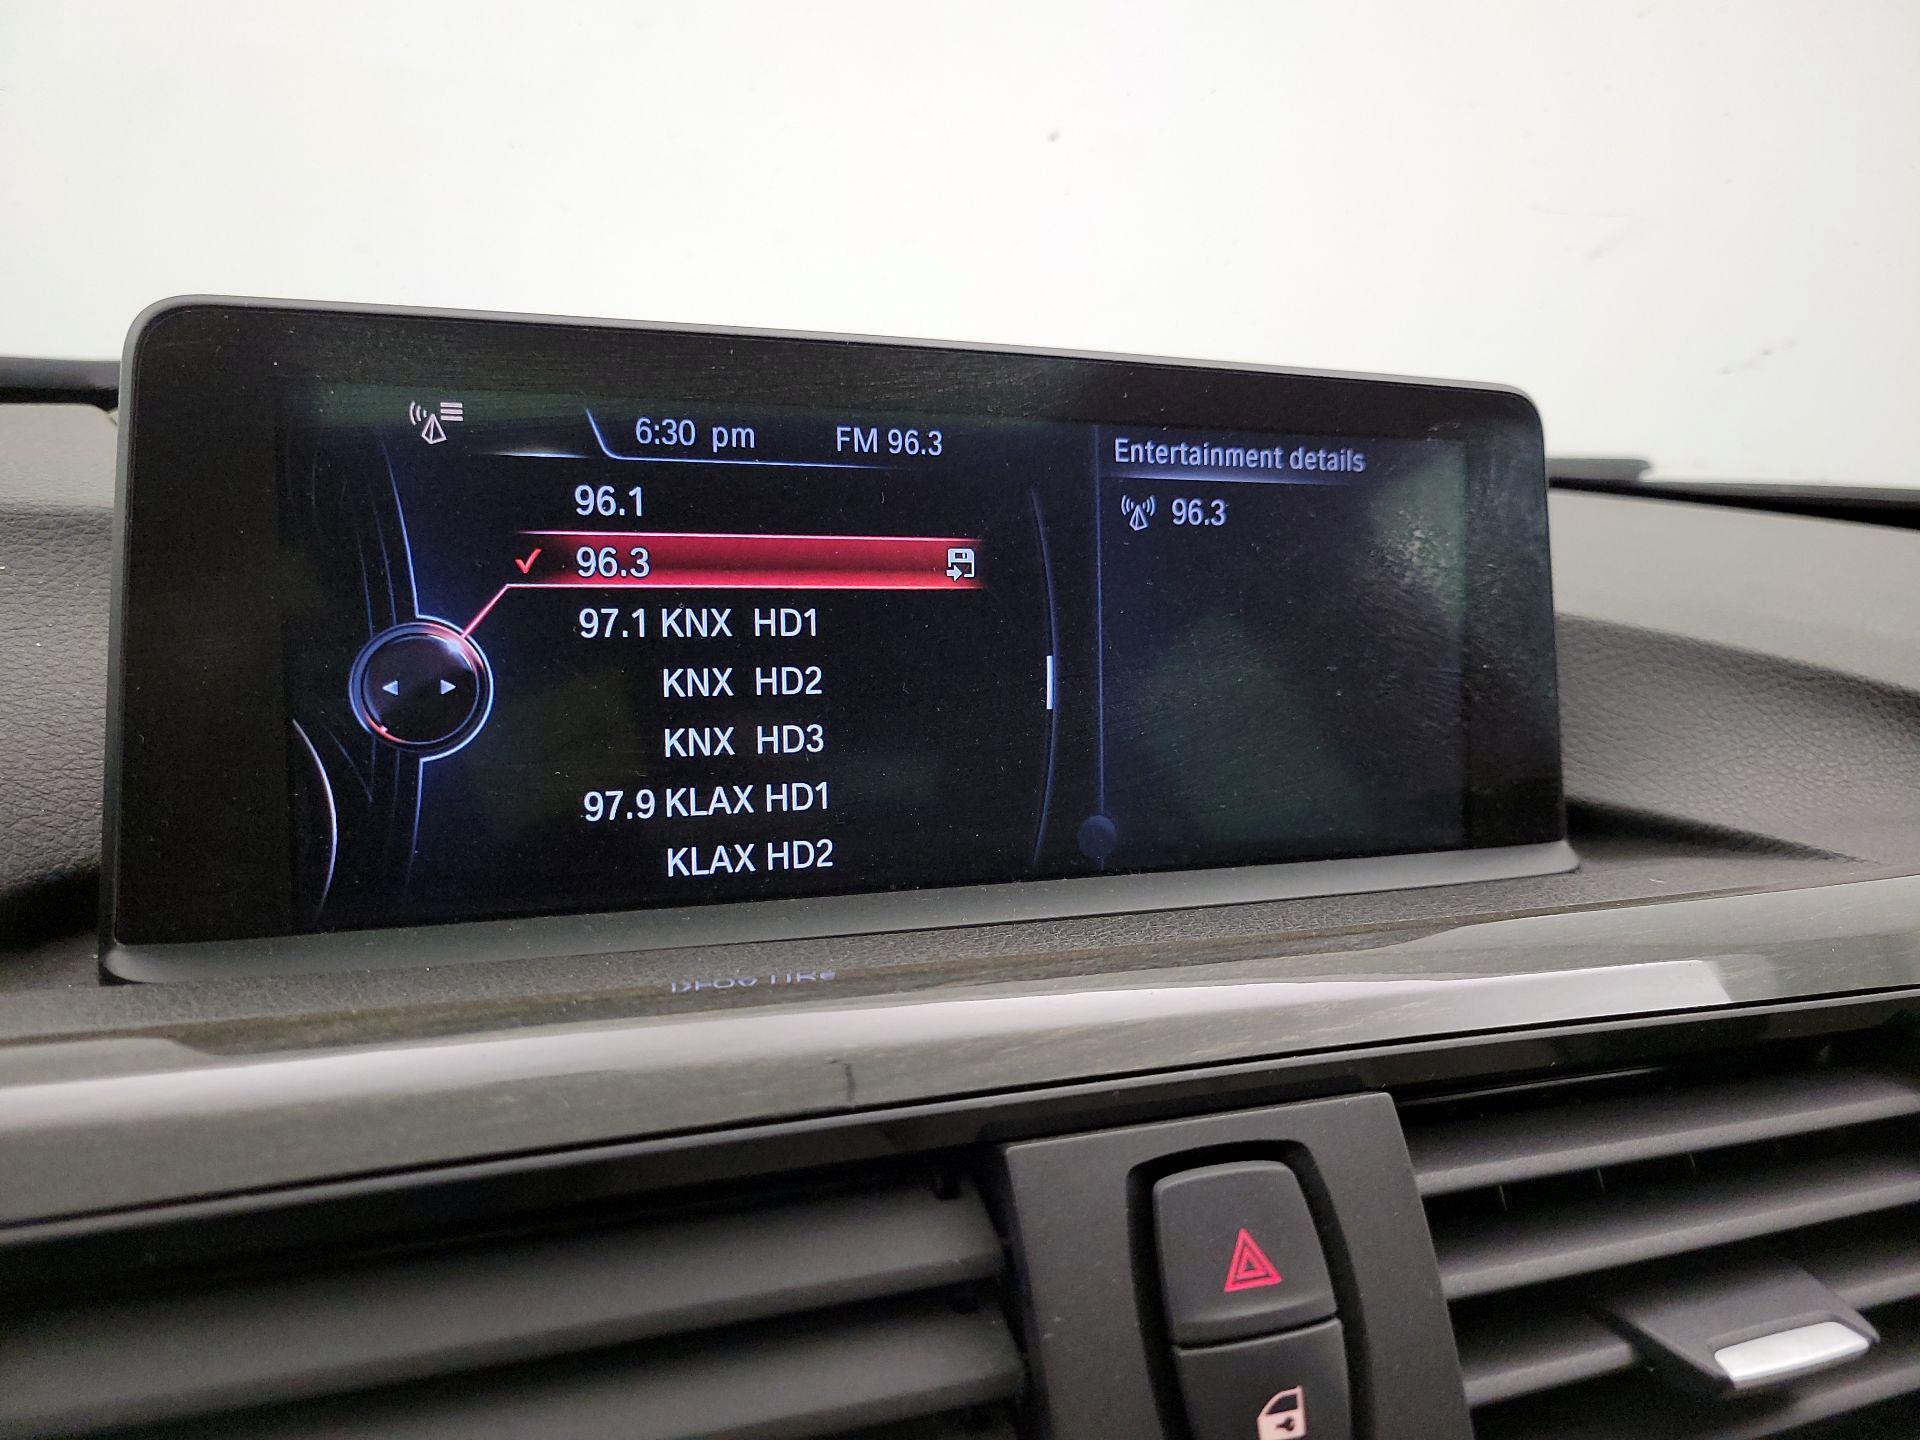 6:30 pm FM 96.3
Entertainment details
96.3
96.1
96.3
97.1 KNX HD1
KNX HD2
KNX HD3
97.9 KLAX HD1
KLAX HD2